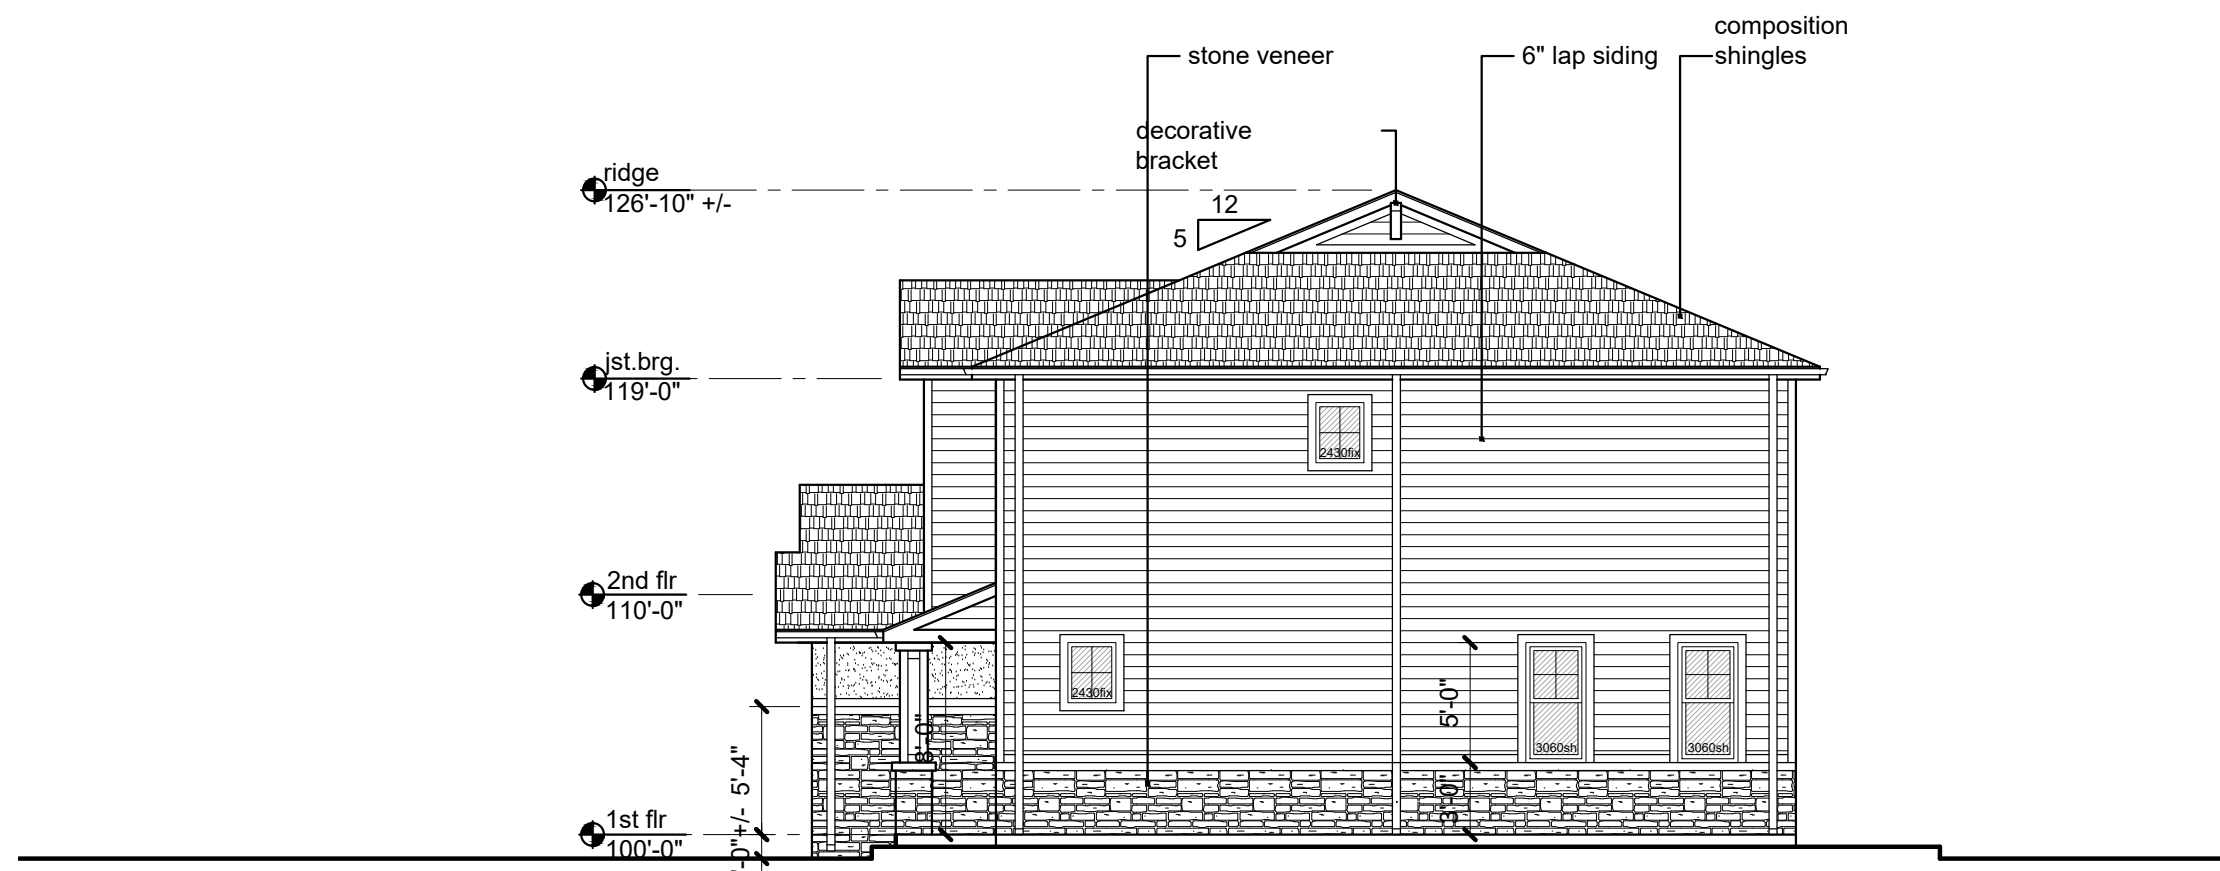 composition
shingles
stone veneer
6" lap siding
decorative
bracket
ridge
126'-10" +/-
12
5
jst.brg.
119'-0"
2430fix
2nd flr
110'-0"
2430fix
5'-0"
8'-0"
3060sh
3060sh
5'-4"
3'-0"
1st flr
100'-0"
'-0"+/-